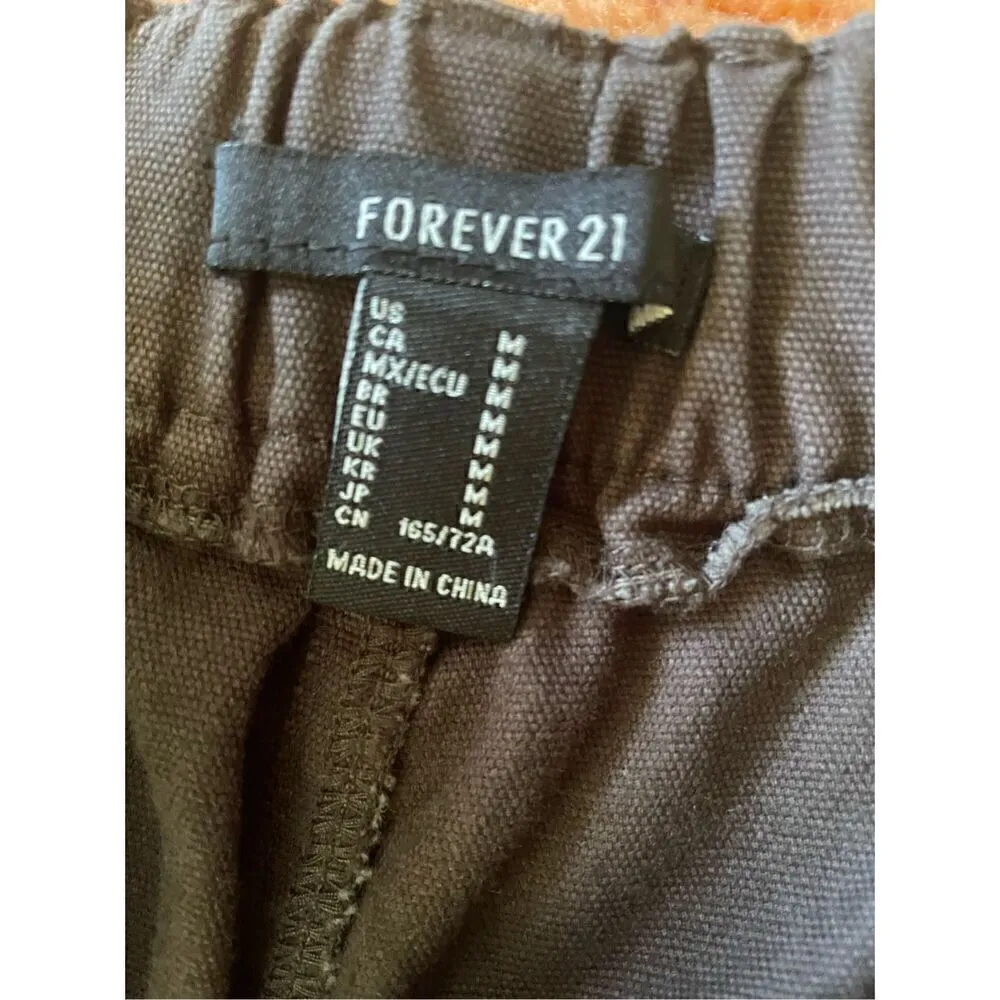 FOREVER 21
US M
CA M
MX/ECU M
BR M
EU M
UK M
KR M
JP M
CN 165/72A
MADE IN CHINA